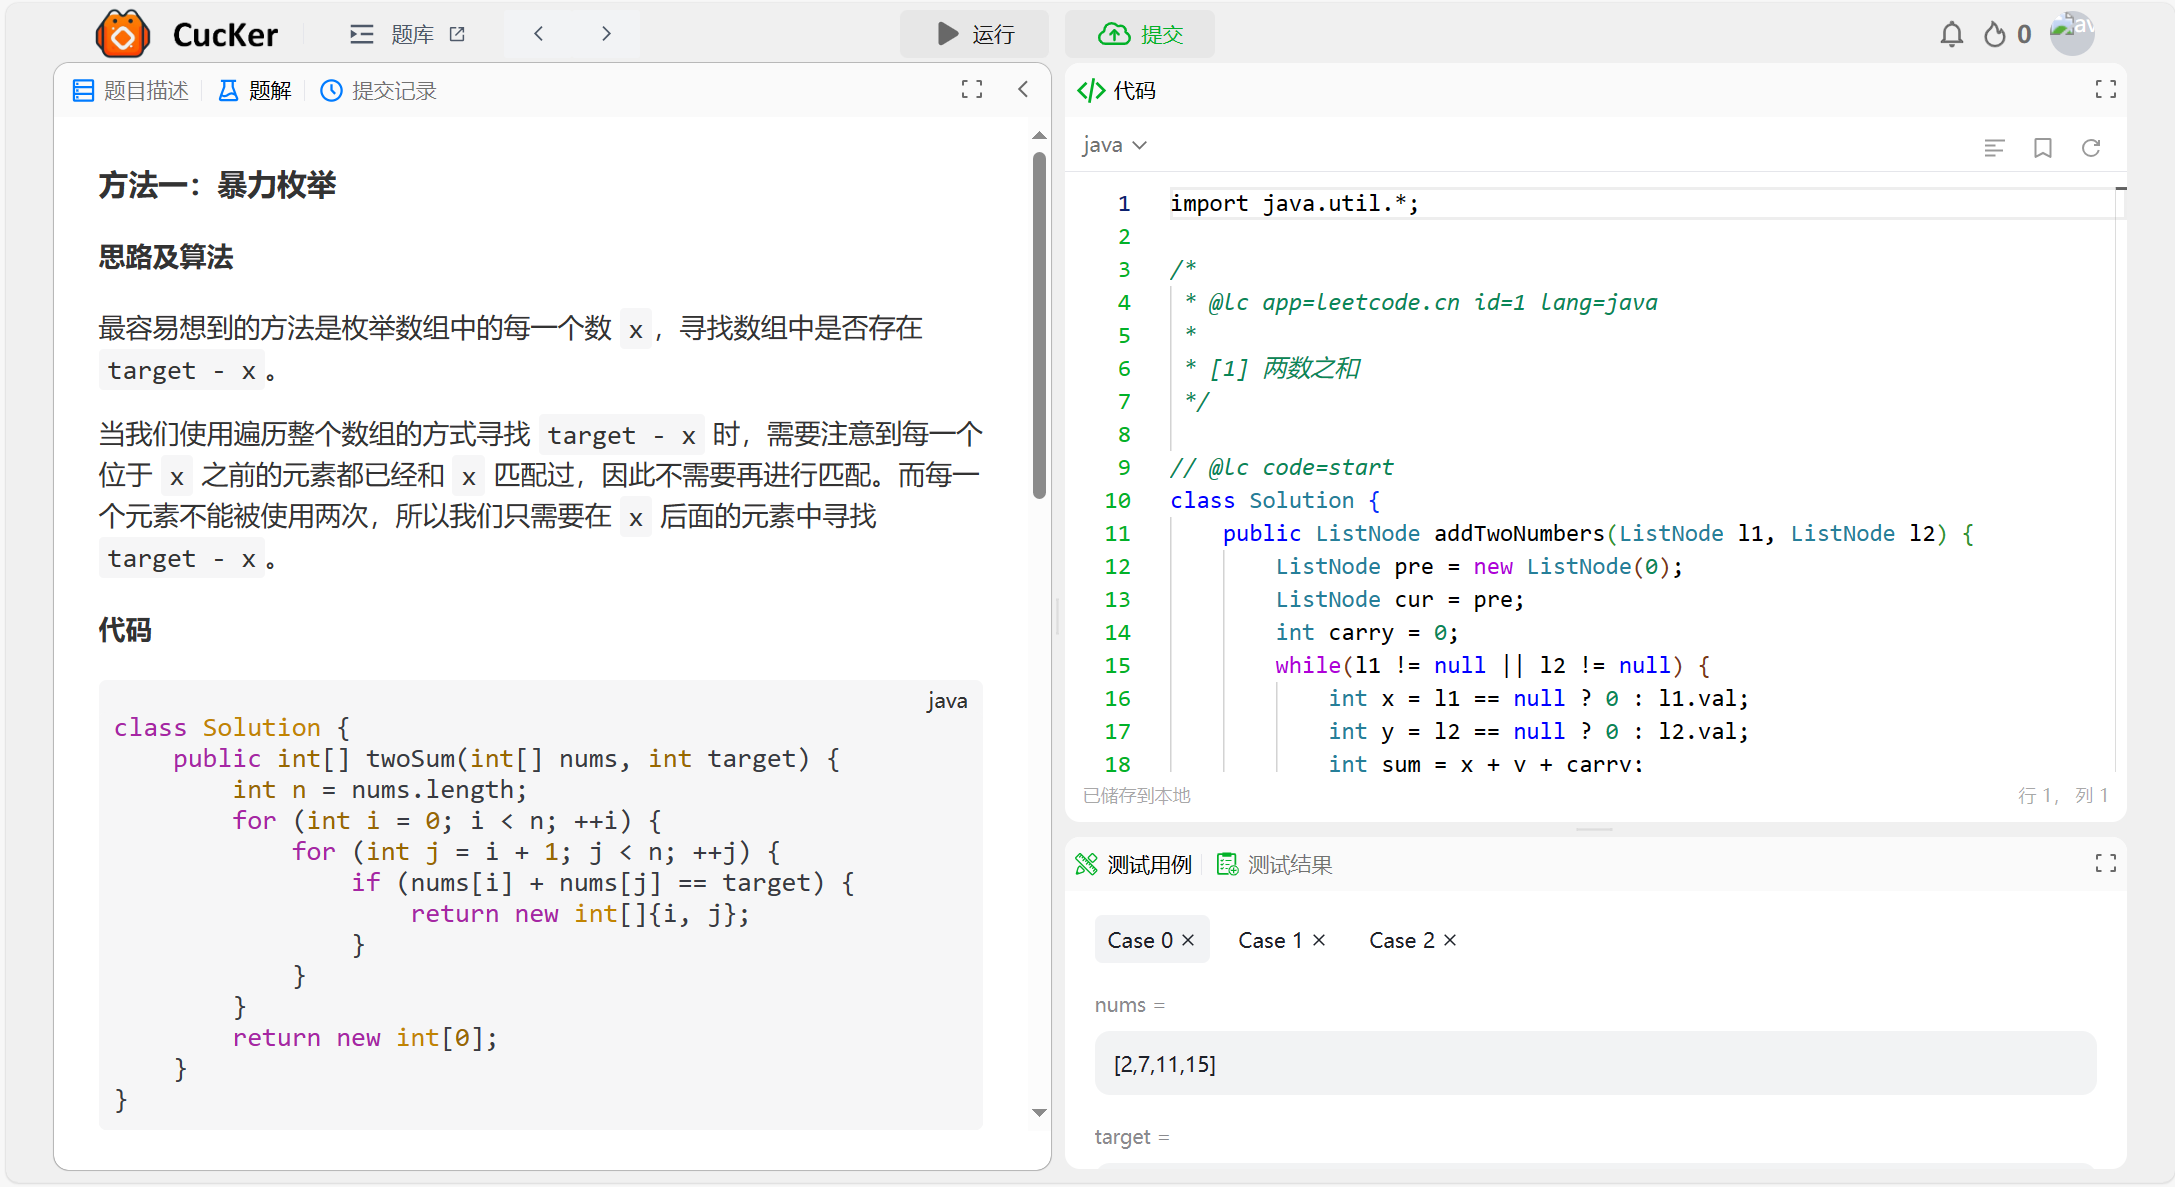 CucKer
题库
运行
提交
0
题目描述
题解
提交记录
方法一：暴力枚举
思路及算法
最容易想到的方法是枚举数组中的每一个数 x，寻找数组中是否存在
target - x。
当我们使用遍历整个数组的方式寻找 target - x 时，需要注意到每一个
位于 x 之前的元素都已经和 x 匹配过，因此不需要再进行匹配。而每一
个元素不能被使用两次，所以我们只需要在 x 后面的元素中寻找
target - x。
代码
java
class Solution {
    public int[] twoSum(int[] nums, int target) {
        int n = nums.length;
        for (int i = 0; i < n; ++i) {
            for (int j = i + 1; j < n; ++j) {
                if (nums[i] + nums[j] == target) {
                    return new int[]{i, j};
                }
            }
        }
        return new int[0];
    }
}
代码
java
1 import java.util.*;
2
3 /*
4  * @lc app=leetcode.cn id=1 lang=java
5  *
6  * [1] 两数之和
7  */
8
9 // @lc code=start
10 class Solution {
11     public ListNode addTwoNumbers(ListNode l1, ListNode l2) {
12         ListNode pre = new ListNode(0);
13         ListNode cur = pre;
14         int carry = 0;
15         while(l1 != null || l2 != null) {
16             int x = l1 == null ? 0 : l1.val;
17             int y = l2 == null ? 0 : l2.val;
18             int sum = x + y + carry;
已储存到本地
行 1, 列 1
测试用例
测试结果
Case 0 ×
Case 1 ×
Case 2 ×
nums =
[2,7,11,15]
target =